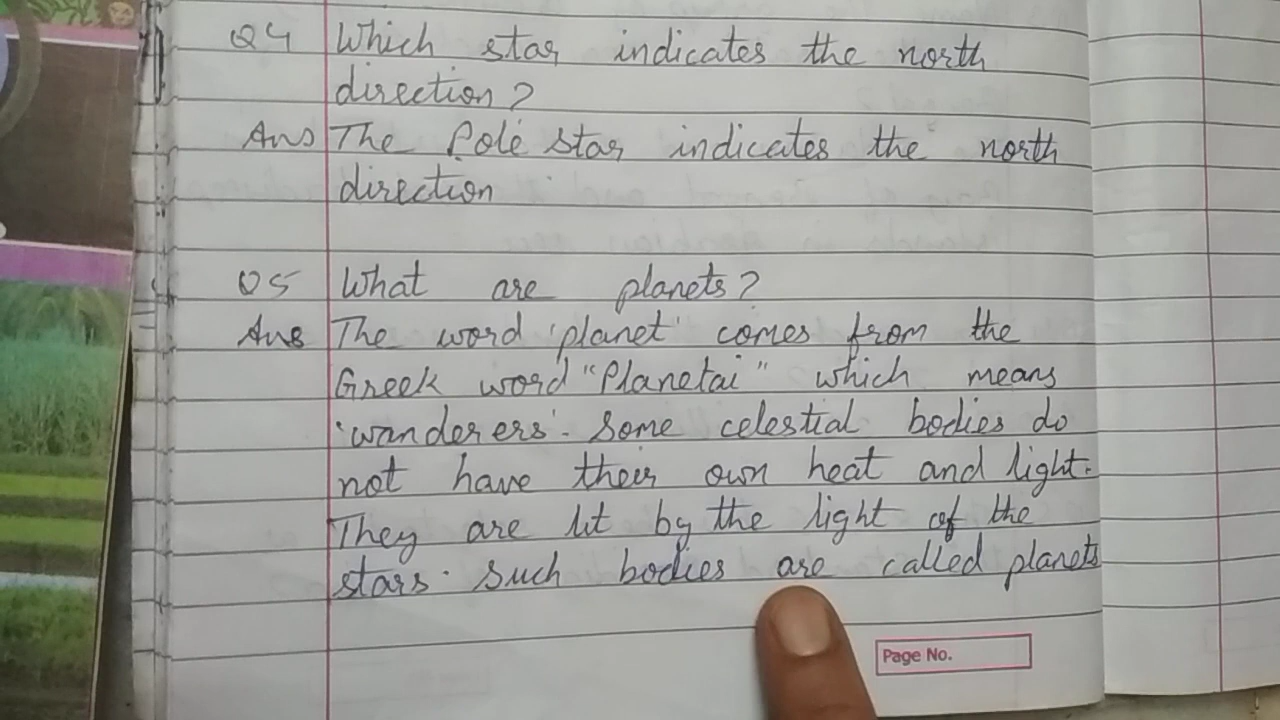 Q4 Which star indicates the north
direction?
Ans The Pole star indicates the north
direction
Q5 What are planets?
Ans The word 'planet' comes from the
Greek word "Planetai" which means
'wanderers'. Some celestial bodies do
not have their own heat and light.
They are lit by the light of the
stars. Such bodies are called planets
Page No.